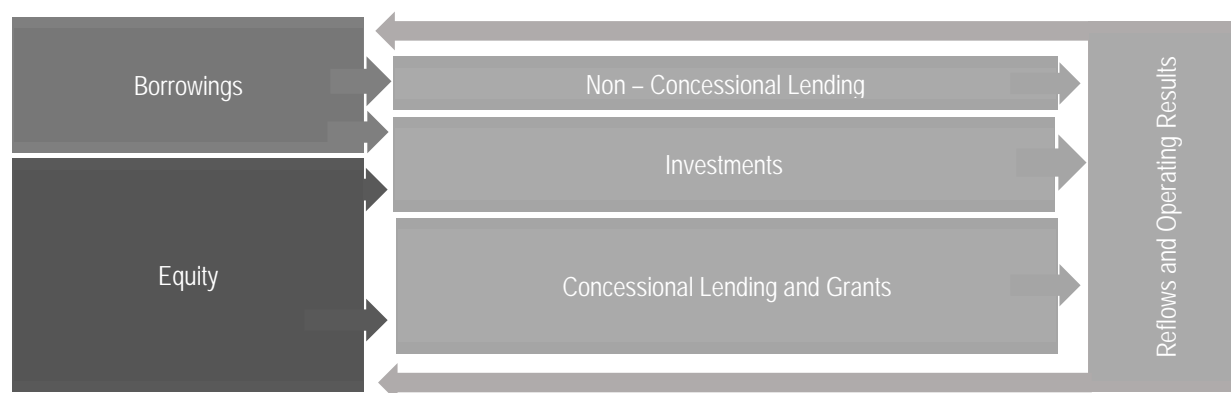 Borrowings
Non – Concessional Lending
Investments
Equity
Concessional Lending and Grants
Reflows and Operating Results